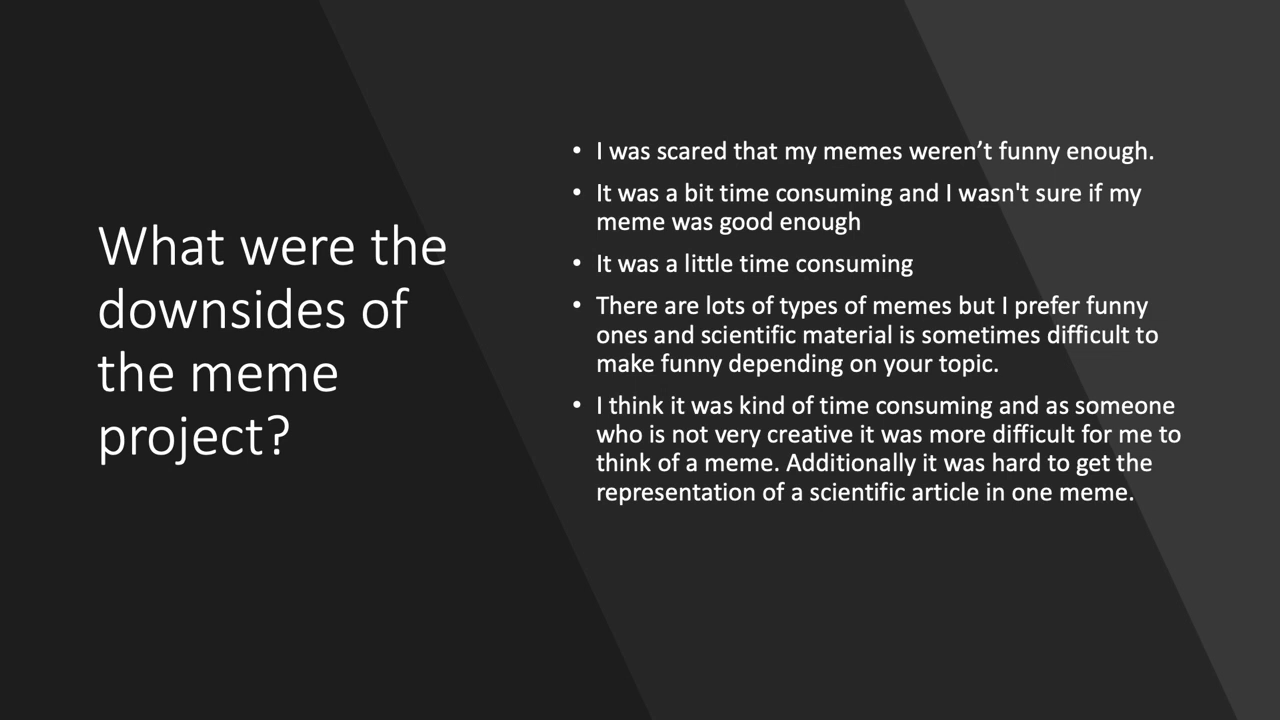 What were the
downsides of
the meme
project?
• I was scared that my memes weren’t funny enough.
• It was a bit time consuming and I wasn't sure if my
meme was good enough
• It was a little time consuming
• There are lots of types of memes but I prefer funny
ones and scientific material is sometimes difficult to
make funny depending on your topic.
• I think it was kind of time consuming and as someone
who is not very creative it was more difficult for me to
think of a meme. Additionally it was hard to get the
representation of a scientific article in one meme.